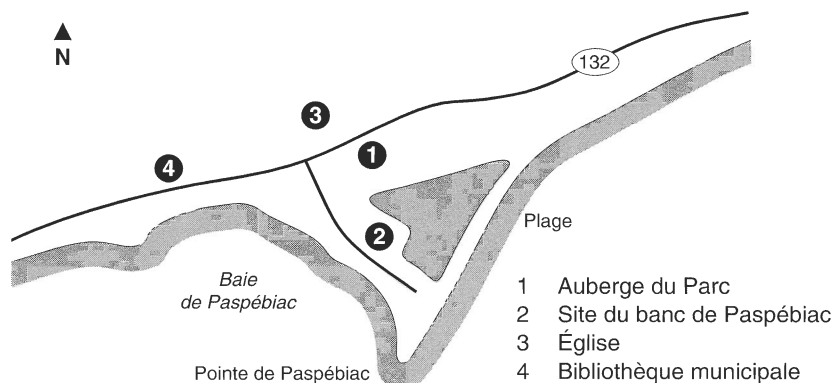 N
132
3
1
4
2
Plage
Baie
de Paspébiac
Pointe de Paspébiac
1 Auberge du Parc
2 Site du banc de Paspébiac
3 Église
4 Bibliothèque municipale